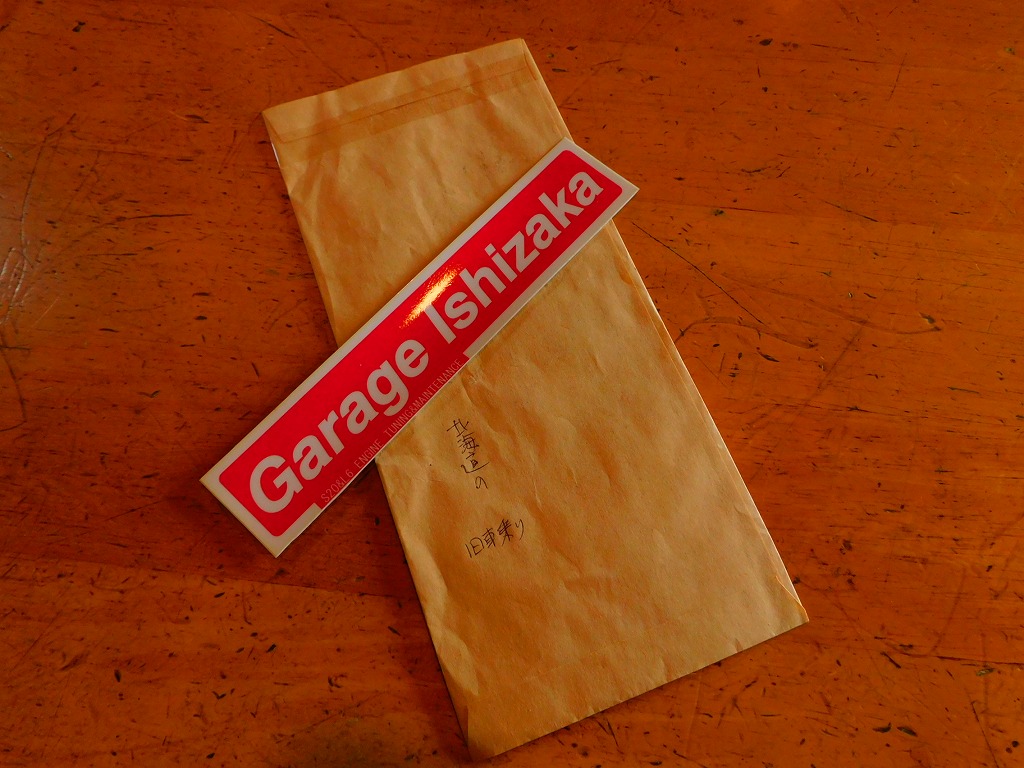 Garage Ishizaka
S20&L6 ENGINE TUNING&MAINTENANCE
北海道の
旧車乗り